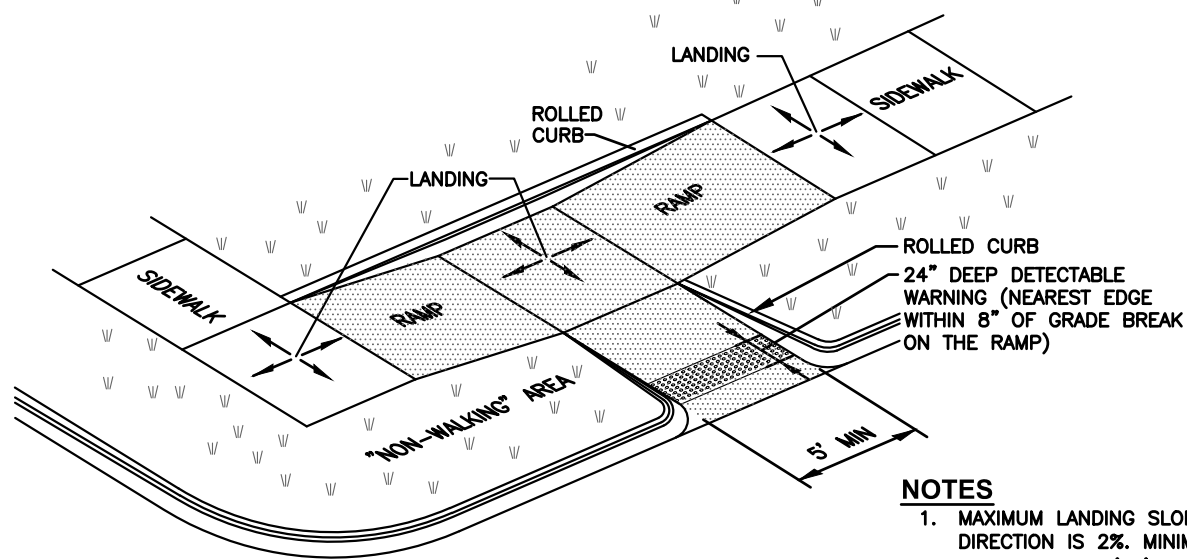 LANDING
SIDEWALK
ROLLED
CURB
LANDING
RAMP
ROLLED CURB
24" DEEP DETECTABLE
WARNING (NEAREST EDGE
WITHIN 8" OF GRADE BREAK
ON THE RAMP)
SIDEWALK
RAMP
"NON-WALKING" AREA
5' MIN
NOTES
1. MAXIMUM LANDING
DIRECTION IS 2%.